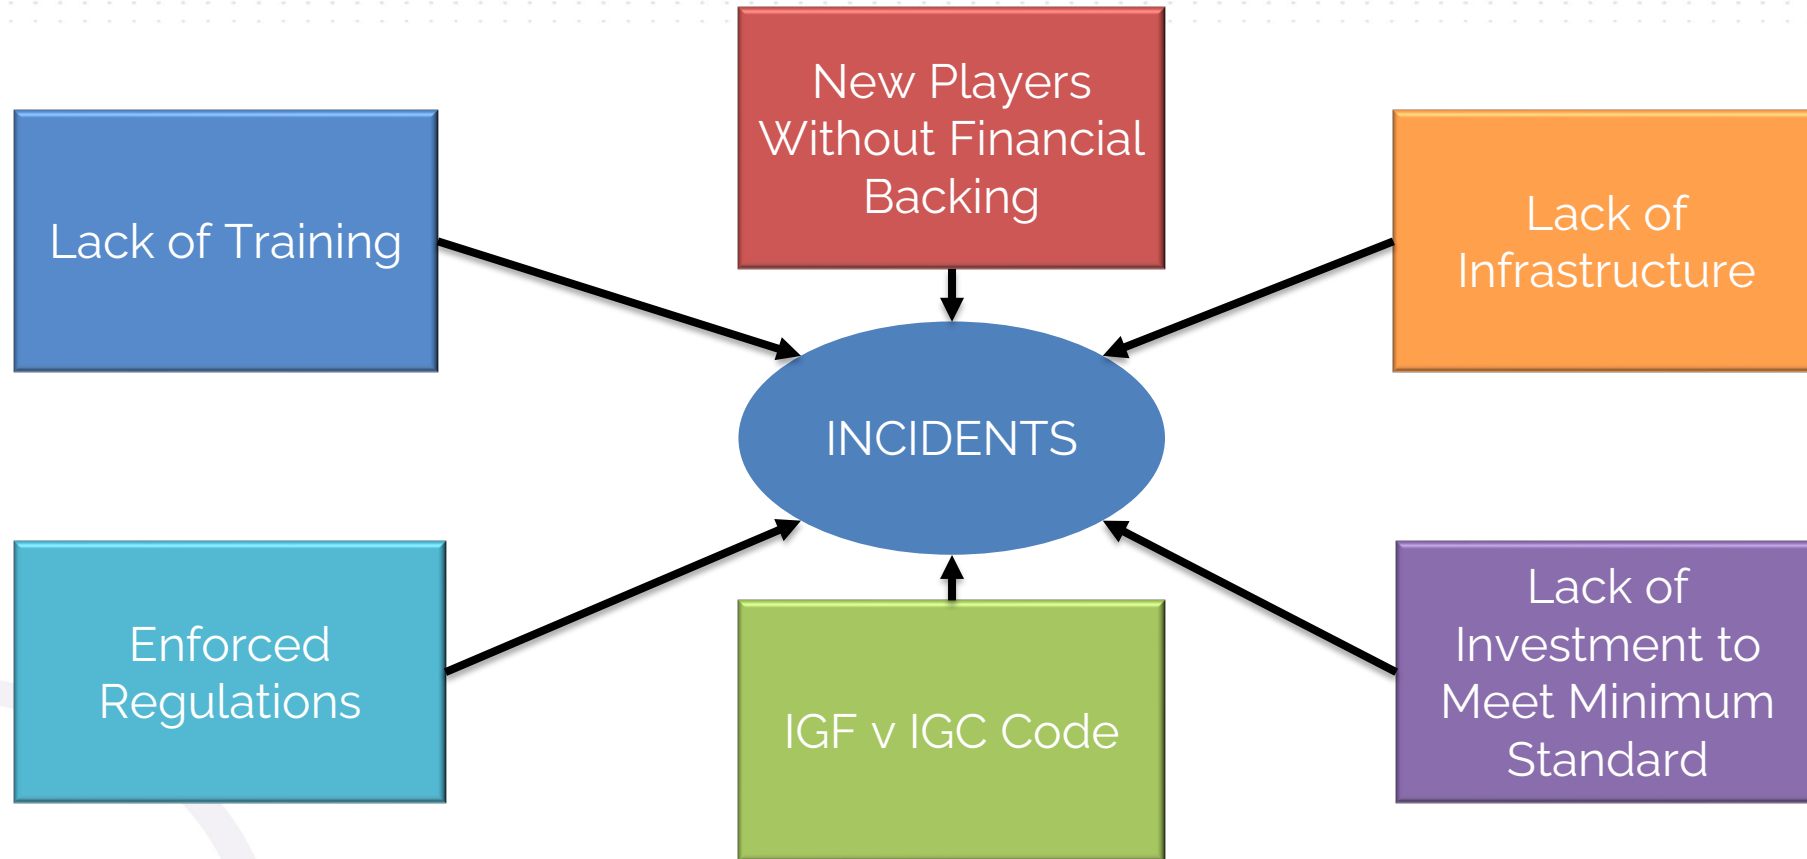 New Players
Without Financial
Backing
Lack of Training
Lack of
Infrastructure
INCIDENTS
Enforced
Regulations
IGF v IGC Code
Lack of
Investment to
Meet Minimum
Standard